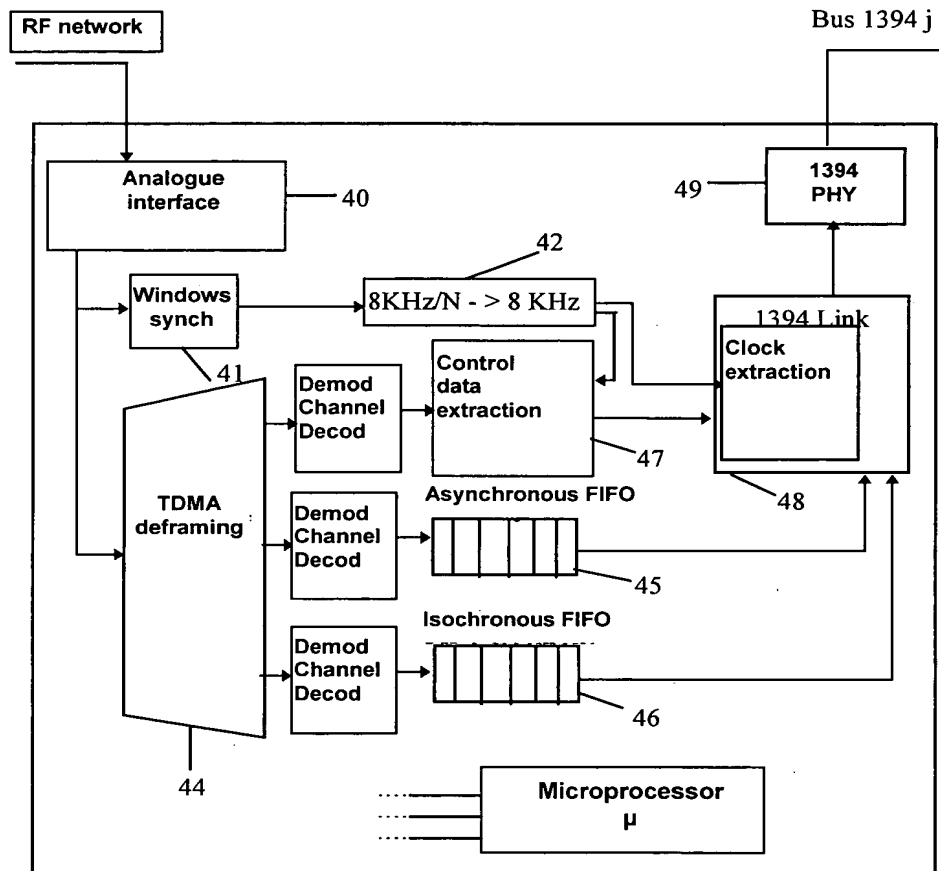 RF network
Bus 1394 j
Analogue
interface
40
49
1394
PHY
42
Windows
synch
8KHz/N - > 8 KHz
1394 Link
Clock
extraction
41
Demod
Channel
Decod
Control
data
extraction
47
48
TDMA
deframing
Asynchronous FIFO
Demod
Channel
Decod
45
Isochronous FIFO
Demod
Channel
Decod
46
44
Microprocessor
μ